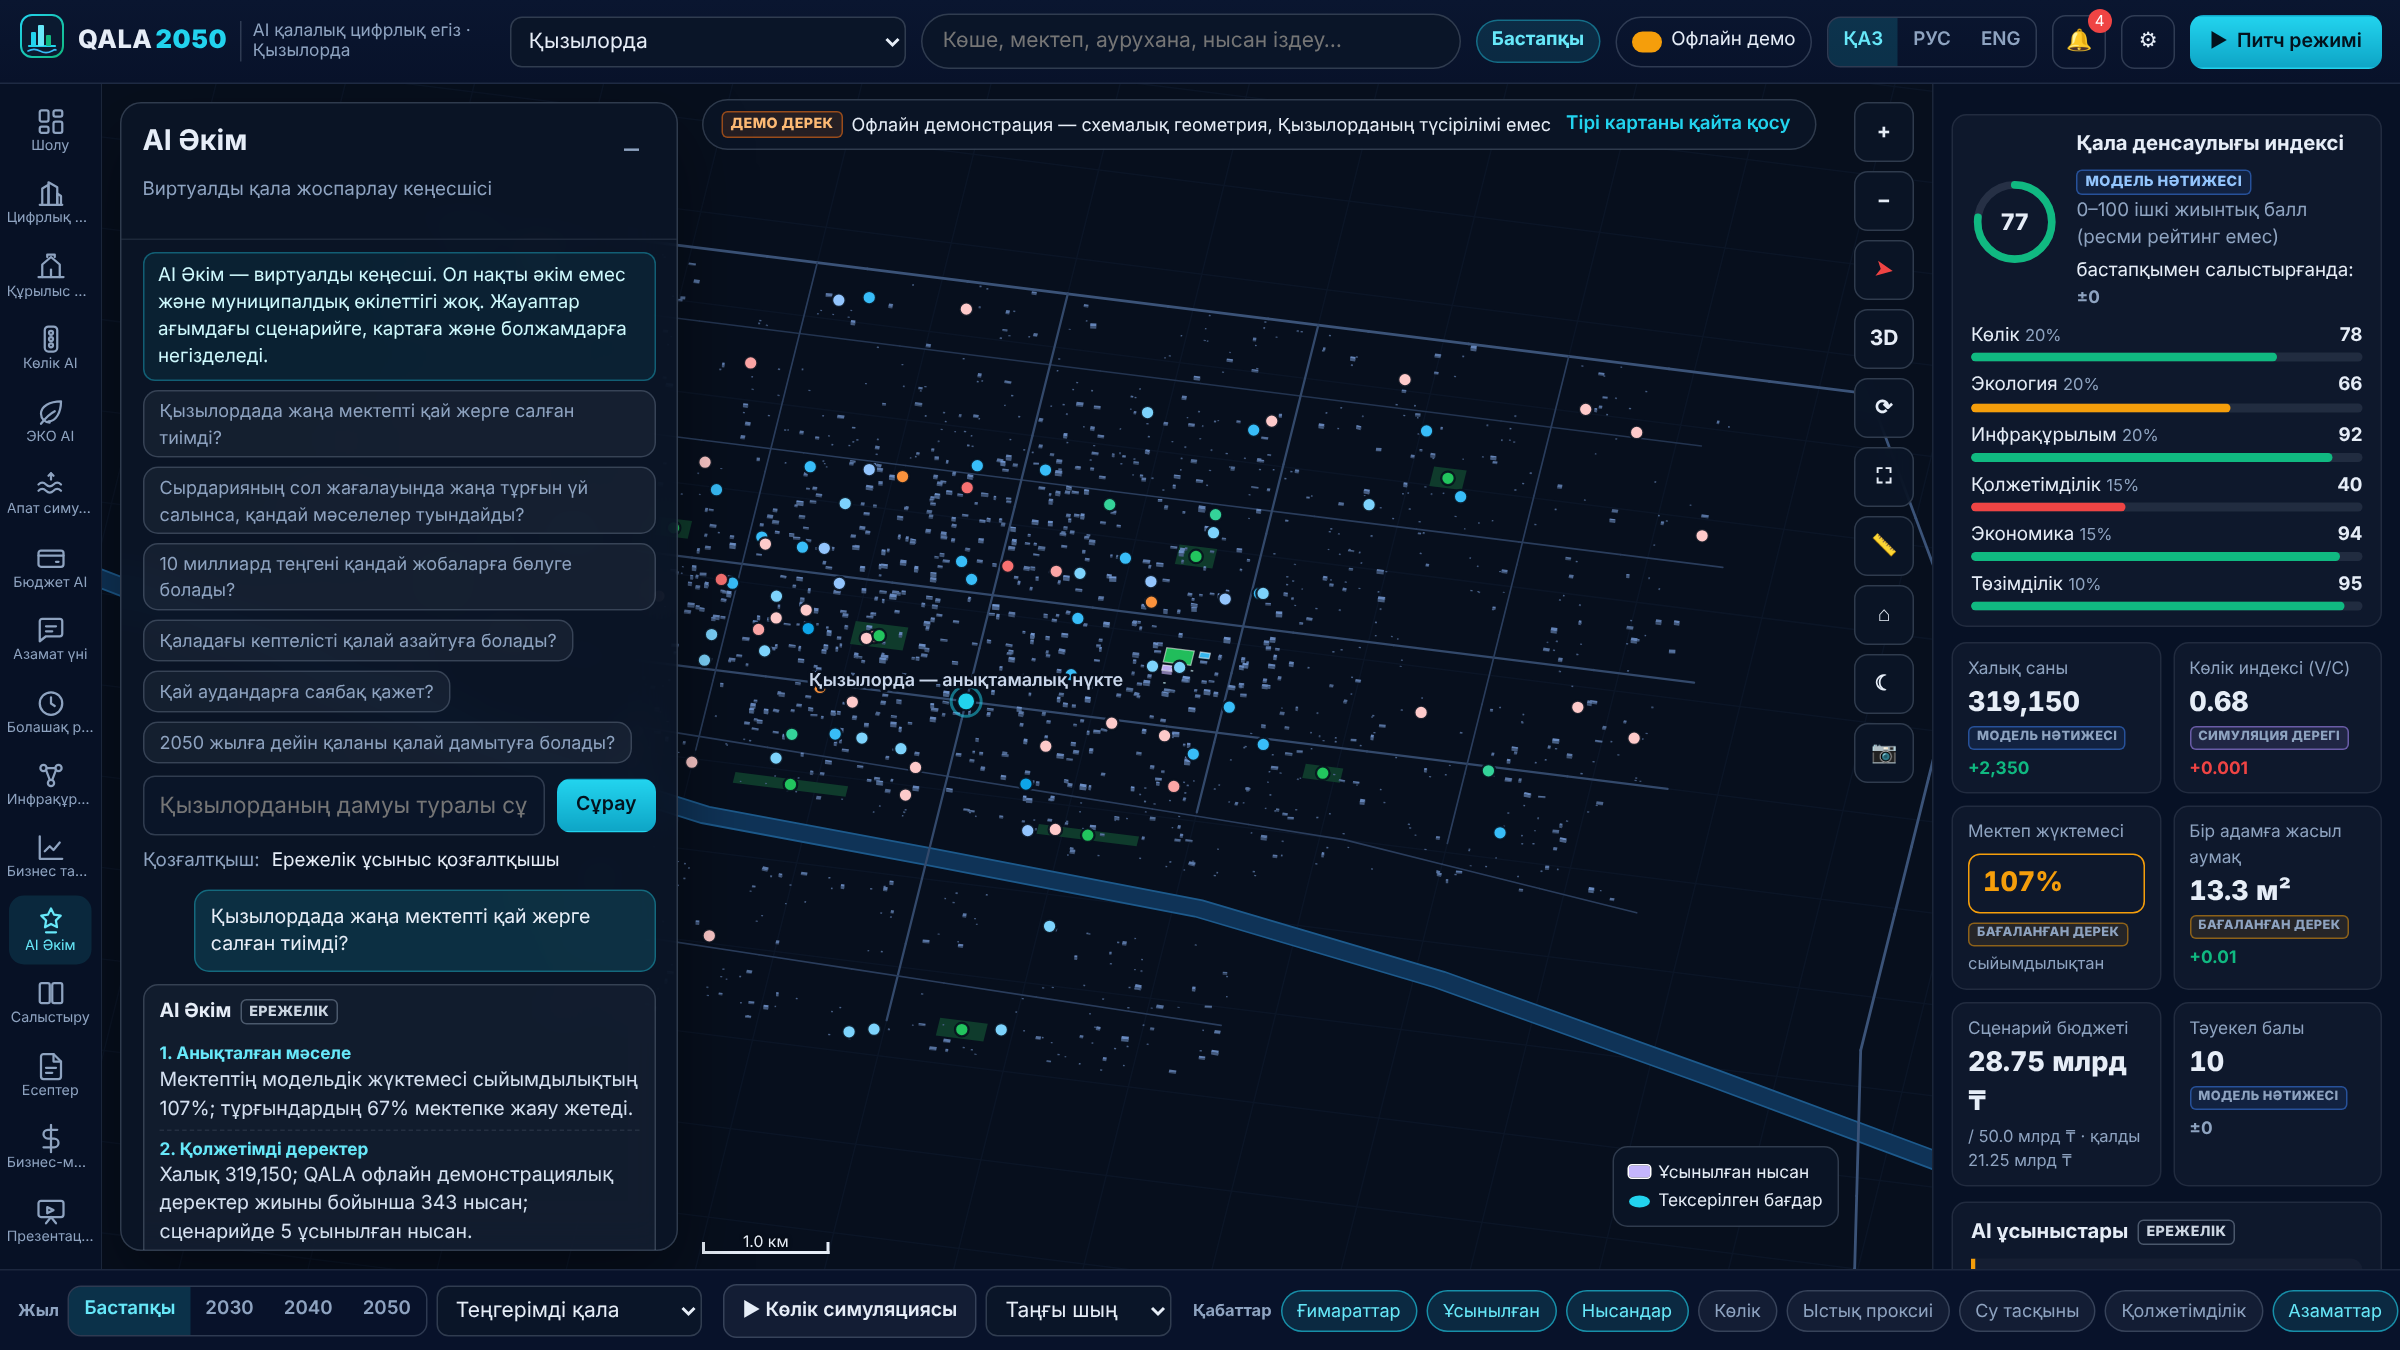 QALA 2050
AI қалалық цифрлық егіз ·
Қызылорда
Қызылорда
Көше, мектеп, аурухана, нысан іздеу...
Бастапқы
Офлайн демо
ҚАЗ
РУС
ENG
4
▶ Питч режимі
Шолу
Цифрлық ...
Құрылыс ...
Көлік AI
ЭКО AI
Апат симу...
Бюджет AI
Азамат үні
Болашақ р...
Инфрақұр...
Бизнес та...
AI Әкім
Салыстыру
Есептер
Бизнес-м...
Презентац...
AI Әкім
–
Виртуалды қала жоспарлау кеңесшісі
AI Әкім — виртуалды кеңесші. Ол нақты әкім емес
және муниципалдық өкілеттігі жоқ. Жауаптар
ағымдағы сценарийге, картаға және болжамдарға
негізделеді.
Қызылордада жаңа мектепті қай жерге салған
тиімді?
Сырдарияның сол жағалауында жаңа тұрғын үй
салынса, қандай мәселелер туындайды?
10 миллиард теңгені қандай жобаларға бөлуге
болады?
Қаладағы кептелісті қалай азайтуға болады?
Қай аудандарға саябақ қажет?
2050 жылға дейін қаланы қалай дамытуға болады?
Қызылорданың дамуы туралы сұ
Сұрау
Қозғалтқыш: Ережелік ұсыныс қозғалтқышы
Қызылордада жаңа мектепті қай жерге
салған тиімді?
AI Әкім ЕРЕЖЕЛІК
1. Анықталған мәселе
Мектептің модельдік жүктемесі сыйымдылықтың
107%; тұрғындардың 67% мектепке жаяу жетеді.
2. Қолжетімді деректер
Халық 319,150; QALA офлайн демонстрациялық
деректер жиыны бойынша 343 нысан;
сценарийде 5 ұсынылған нысан.
ДЕМО ДЕРЕК Офлайн демонстрация — схемалық геометрия, Қызылорданың түсірілімі емес Тірі картаны қайта қосу
Қызылорда — анықтамалық нүкте
+
−
3D
Ұсынылған нысан
Тексерілген бағдар
1.0 км
Қала денсаулығы индексі
77
МОДЕЛЬ НӘТИЖЕСІ
0–100 ішкі жиынтық балл
(ресми рейтинг емес)
бастапқымен салыстырғанда:
±0
Көлік 20% 78
Экология 20% 66
Инфрақұрылым 20% 92
Қолжетімділік 15% 40
Экономика 15% 94
Төзімділік 10% 95
Халық саны
319,150
МОДЕЛЬ НӘТИЖЕСІ
+2,350
Көлік индексі (V/C)
0.68
СИМУЛЯЦИЯ ДЕРЕГІ
+0.001
Мектеп жүктемесі
107%
БАҒАЛАНҒАН ДЕРЕК
сыйымдылықтан
Бір адамға жасыл
аумақ
13.3 м²
БАҒАЛАНҒАН ДЕРЕК
+0.01
Сценарий бюджеті
28.75 млрд
₸
/ 50.0 млрд ₸ · қалды
21.25 млрд ₸
Тәуекел балы
10
МОДЕЛЬ НӘТИЖЕСІ
±0
AI ұсыныстары ЕРЕЖЕЛІК
Жыл
Бастапқы
2030
2040
2050
Теңгерімді қала
▶ Көлік симуляциясы
Таңғы шың
Қабаттар
Ғимараттар
Ұсынылған
Нысандар
Көлік
Ыстық проксиі
Су тасқыны
Қолжетімділік
Азаматтар